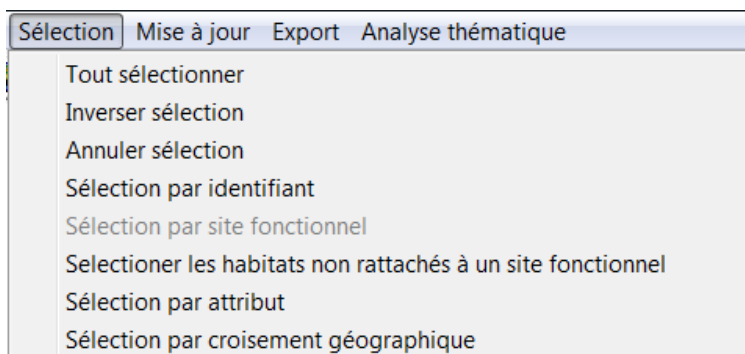 Sélection Mise à jour Export Analyse thématique
Tout sélectionner
Inverser sélection
Annuler sélection
Sélection par identifiant
Sélection par site fonctionnel
Selectioner les habitats non rattachés à un site fonctionnel
Sélection par attribut
Sélection par croisement géographique